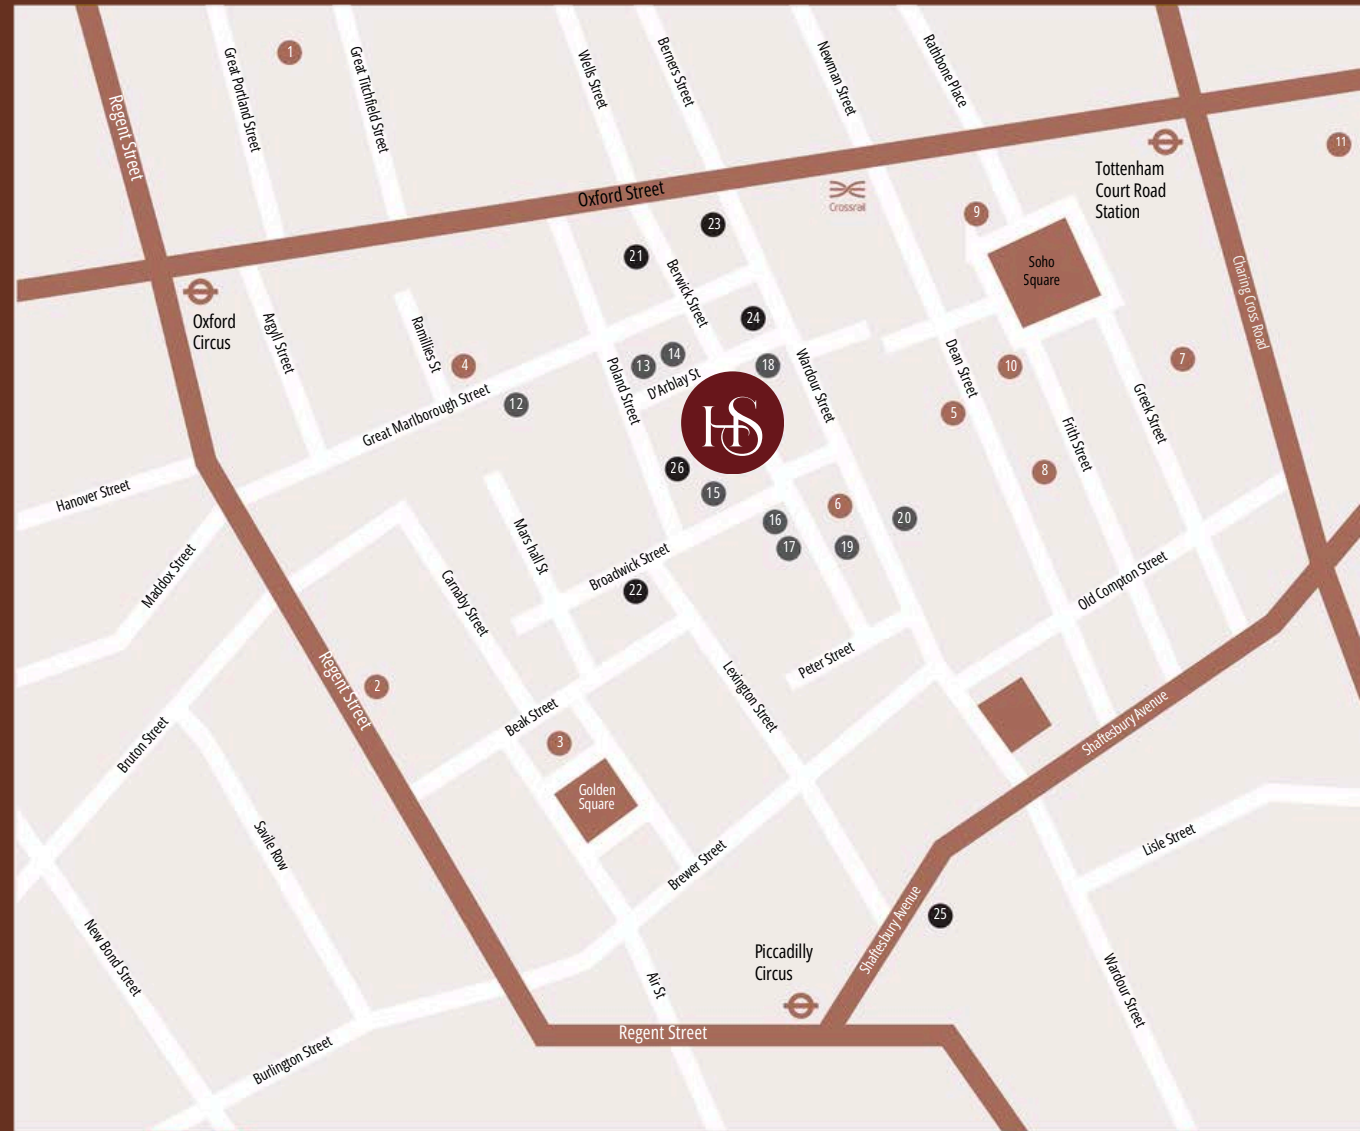 1
Great Portland Street
Great Titchfield Street
Wells Street
Berners Street
Newman Street
Rathbone Place
Regent Street
11
Tottenham
Court Road
Station
Oxford Street
Crossrail
9
23
21
Soho
Square
Berwick Street
Charing Cross Road
Oxford
Circus
Argyll Street
Ramillies St
24
4
13
14
18
D'Arblay St
Poland Street
Wardour Street
Dean Street
10
7
12
Great Marlborough Street
HS
5
Greek Street
Frith Street
8
26
15
Hanover Street
6
16
20
17
19
Mars hall St
Maddox Street
Carnaby Street
Broadwick Street
22
Old Compton Street
Peter Street
Lexington Street
Regent Street
2
Beak Street
3
Golden
Square
Shaftesbury Avenue
Bruton Street
Savile Row
Brewer Street
Lisle Street
New Bond Street
25
Shaftesbury Avenue
Piccadilly
Circus
Air St
Wardour Street
Regent Street
Burlington Street